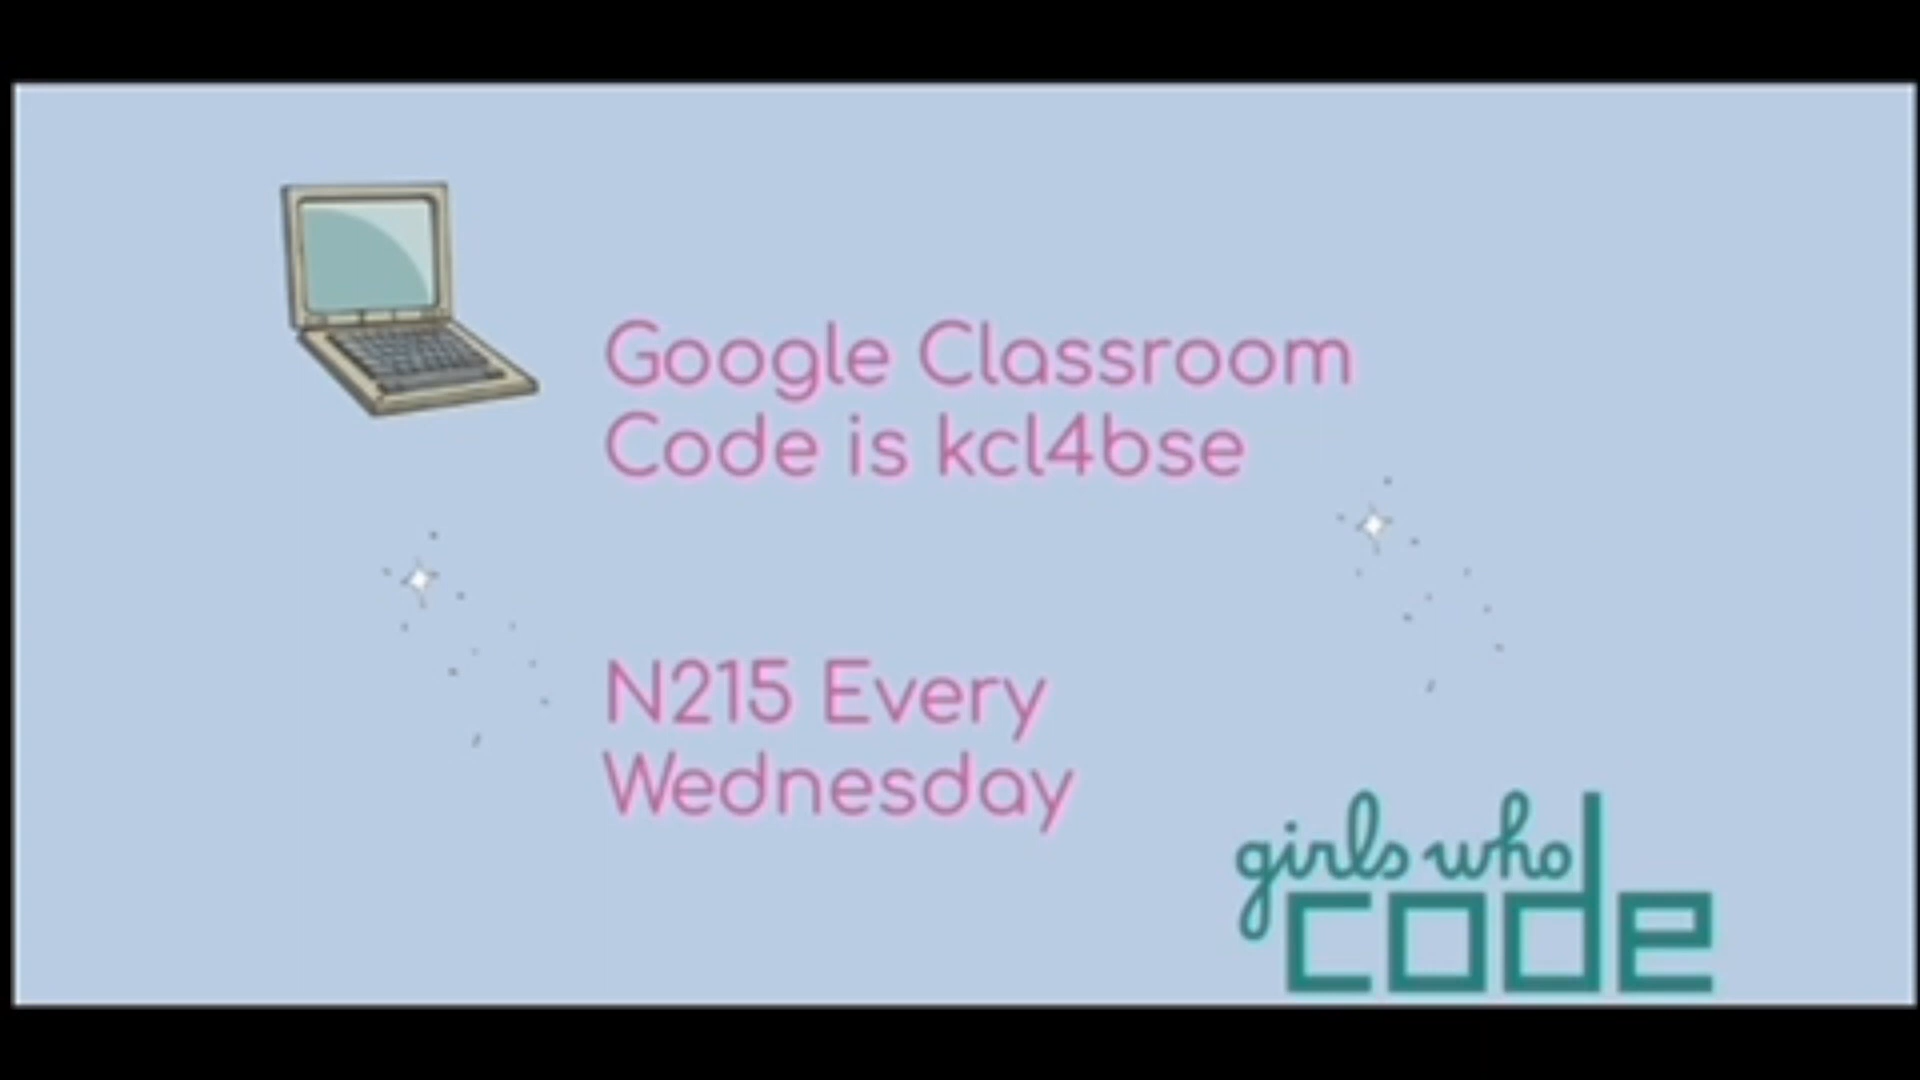 Google Classroom
Code is kcl4bse
N215 Every
Wednesday
girls who
code